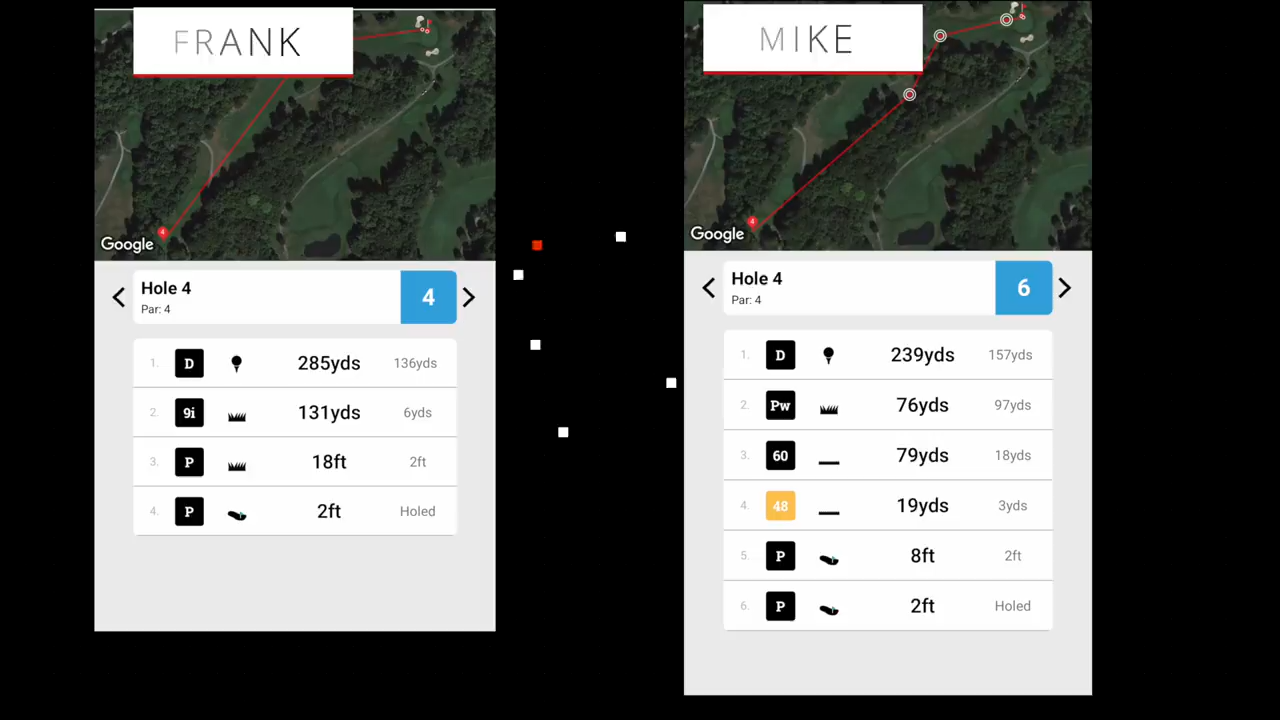 FRANK
4
Google
Hole 4
Par: 4
4
1. D 285yds 136yds
2. 9i 131yds 6yds
3. P 18ft 2ft
4. P 2ft Holed
MIKE
4
Google
Hole 4
Par: 4
6
1. D 239yds 157yds
2. Pw 76yds 97yds
3. 60 79yds 18yds
4. 48 19yds 3yds
5. P 8ft 2ft
6. P 2ft Holed